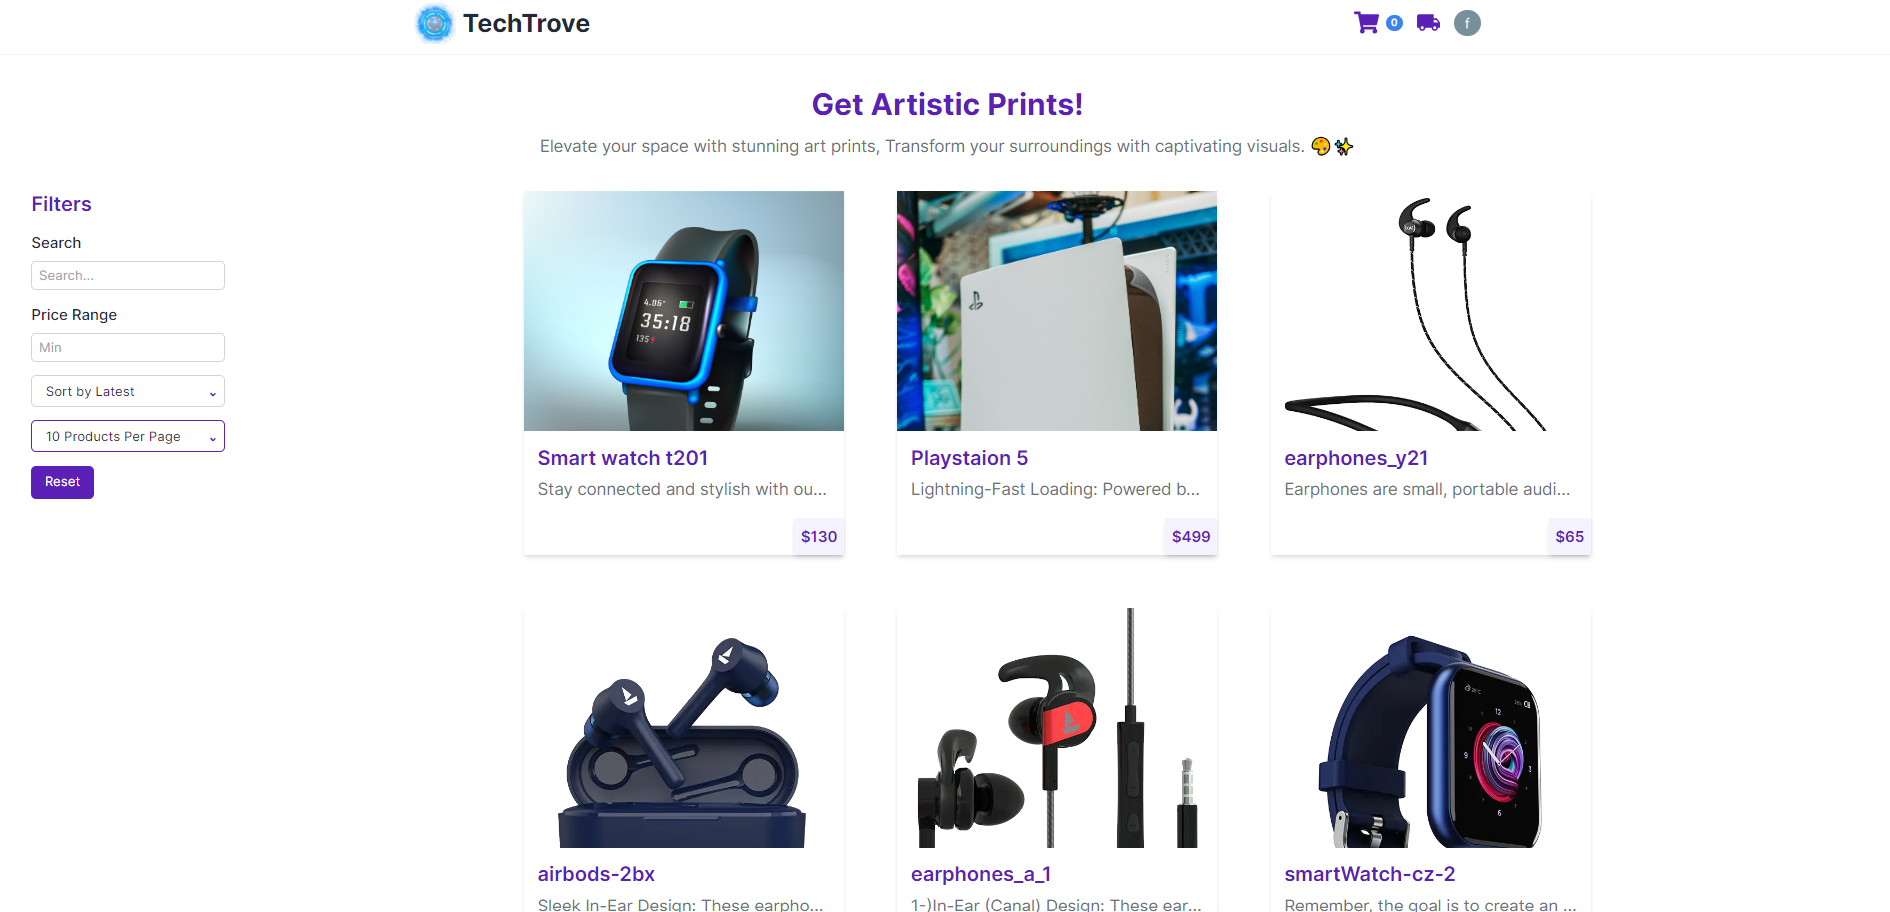 TechTrove
0
f
Get Artistic Prints!
Elevate your space with stunning art prints, Transform your surroundings with captivating visuals. 🎨✨
Filters
Search
Search...
Price Range
Min
Sort by Latest
10 Products Per Page
Reset
4.05"
35:18
135
Smart watch t201
Stay connected and stylish with ou...
$130
Playstaion 5
Lightning-Fast Loading: Powered b...
$499
earphones_y21
Earphones are small, portable audi...
$65
airbods-2bx
Sleek In-Ear Design: These earpho...
earphones_a_1
1-)In-Ear (Canal) Design: These ear...
12
9
3
6
smartWatch-cz-2
Remember, the goal is to create an ...